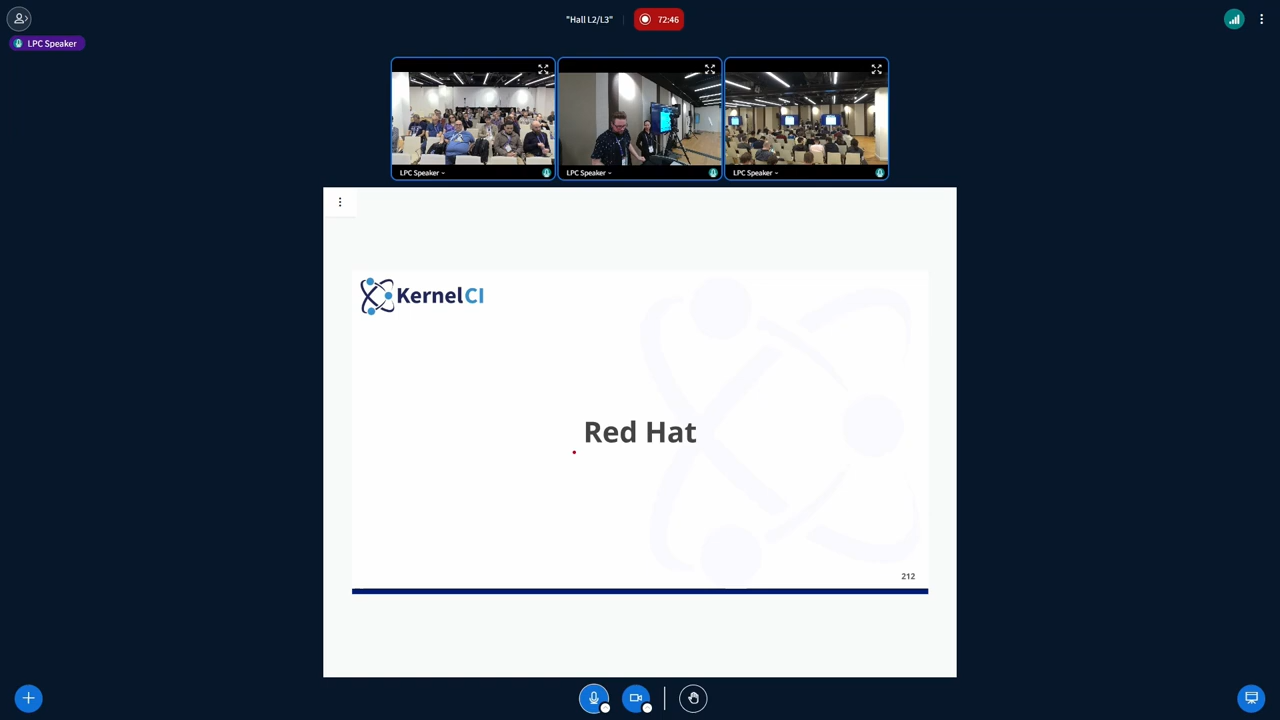 "Hall L2/L3"
72:46
LPC Speaker
LPC Speaker
LPC Speaker
LPC Speaker
KernelCI
Red Hat
212